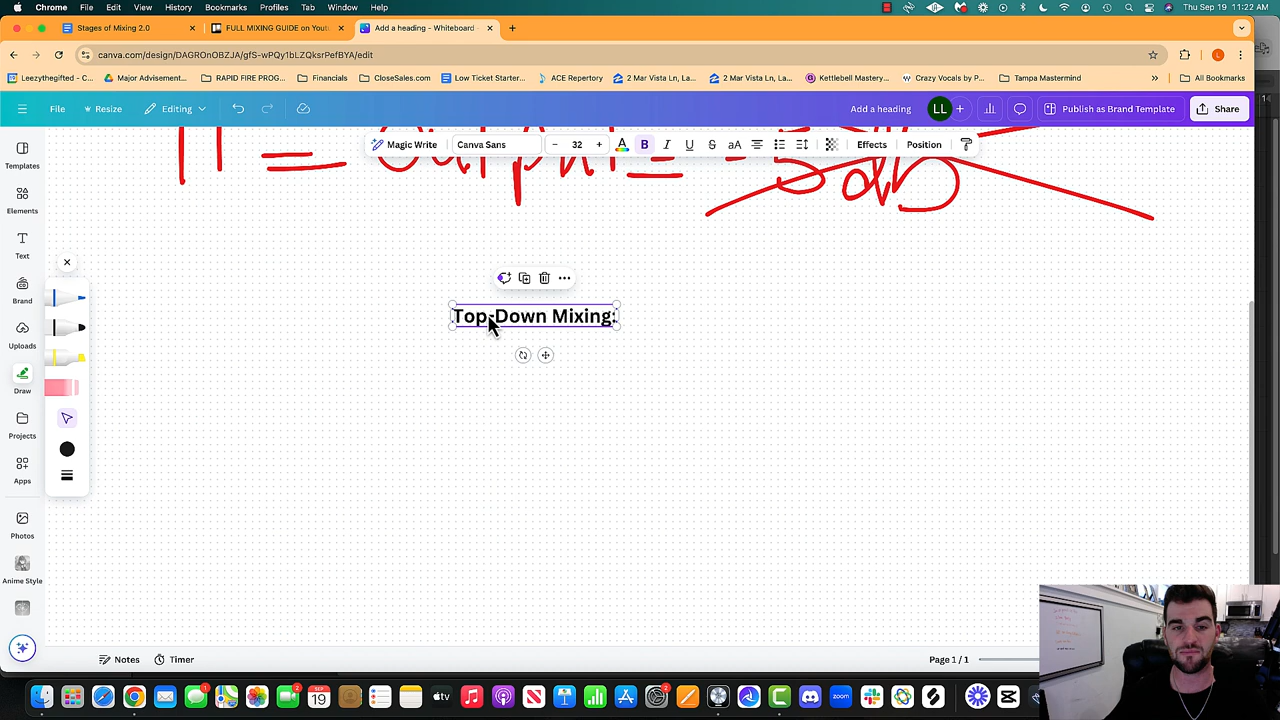 Chrome File Edit View History Bookmarks Profiles Tab Window Help
Thu Sep 19 11:22 AM
Stages of Mixing 2.0
FULL MIXING GUIDE on Youtu
Add a heading - Whiteboard -
canva.com/design/DAGROnOBZJA/gfS-wPQy1bLZQksrPefBYA/edit
Leezythegifted - C...
Major Advisement...
RAPID FIRE PROG...
Financials
CloseSales.com
Low Ticket Starter...
ACE Repertory
2 Mar Vista Ln, La...
2 Mar Vista Ln, La...
Kettlebell Mastery...
Crazy Vocals by P...
Tampa Mastermind
All Bookmarks
File
Resize
Editing
Add a heading
LL
Publish as Brand Template
Share
Magic Write
Canva Sans
– 32 +
A B I U S aA
Effects
Position
= = -
5db
Top-Down Mixing:
Templates
Elements
Text
Brand
Uploads
Draw
Projects
Apps
Photos
Anime Style
Notes
Timer
Page 1 / 1